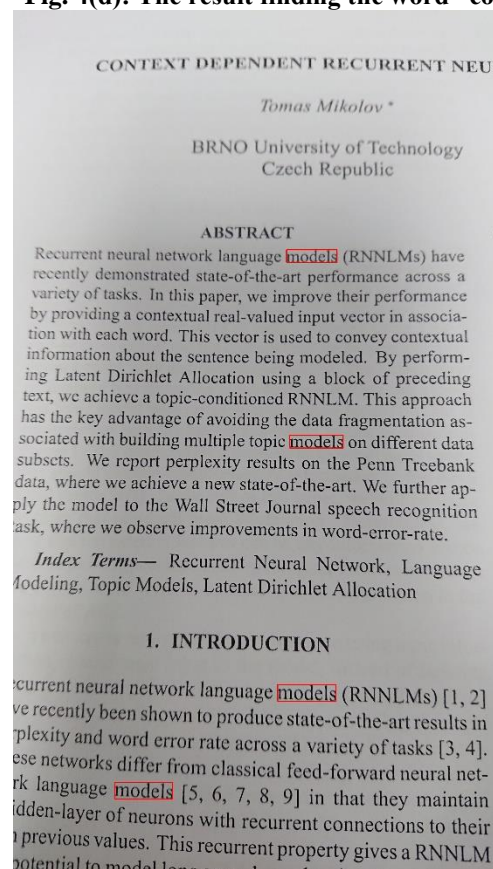 Fig. 4(d): The result finding the word "co
CONTEXT DEPENDENT RECURRENT NEU
Tomas Mikolov *
BRNO University of Technology
Czech Republic
ABSTRACT
Recurrent neural network language models (RNNLMs) have
recently demonstrated state-of-the-art performance across a
variety of tasks. In this paper, we improve their performance
by providing a contextual real-valued input vector in associa-
tion with each word. This vector is used to convey contextual
information about the sentence being modeled. By perform-
ing Latent Dirichlet Allocation using a block of preceding
text, we achieve a topic-conditioned RNNLM. This approach
has the key advantage of avoiding the data fragmentation as-
sociated with building multiple topic models on different data
subsets. We report perplexity results on the Penn Treebank
data, where we achieve a new state-of-the-art. We further ap-
ply the model to the Wall Street Journal speech recognition
task, where we observe improvements in word-error-rate.
Index Terms— Recurrent Neural Network, Language
Modeling, Topic Models, Latent Dirichlet Allocation
1. INTRODUCTION
ecurrent neural network language models (RNNLMs) [1, 2]
ve recently been shown to produce state-of-the-art results in
rplexity and word error rate across a variety of tasks [3, 4].
ese networks differ from classical feed-forward neural net-
rk language models [5, 6, 7, 8, 9] in that they maintain
idden-layer of neurons with recurrent connections to their
previous values. This recurrent property gives a RNNLM
potential to model